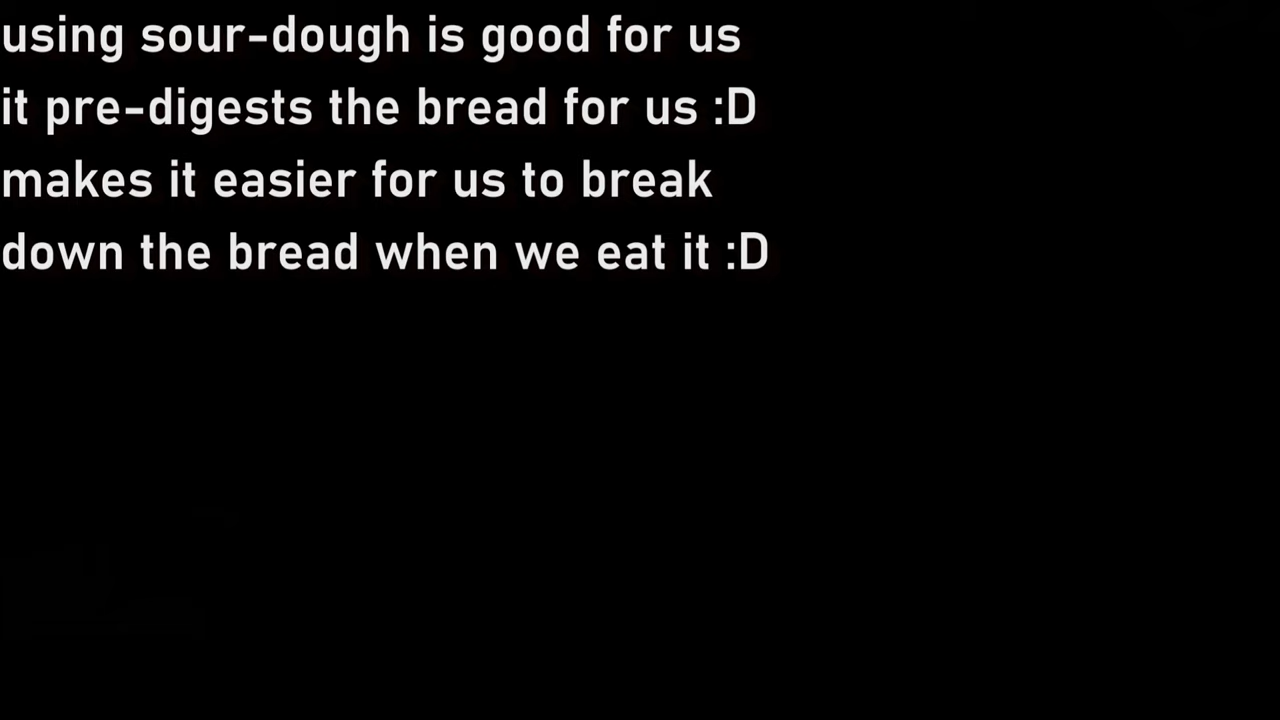 using sour-dough is good for us
it pre-digests the bread for us :D
makes it easier for us to break
down the bread when we eat it :D